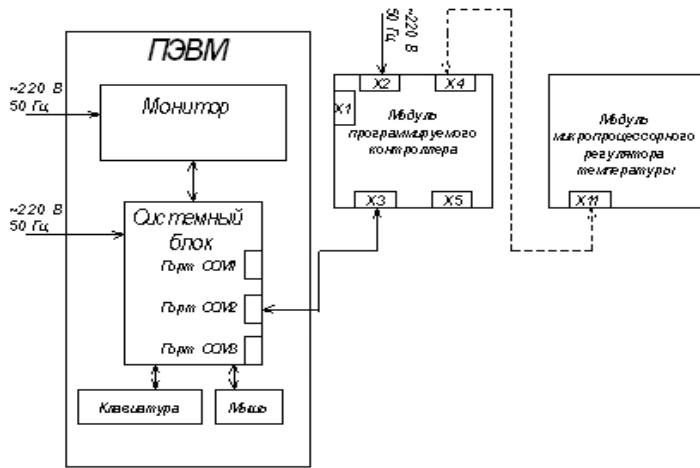 ПЭВМ
~220 В
50 Гц
Монитор
~220 В
50 Гц
Системный
блок
Порт COM1
Порт COM2
Порт COM3
Клавиатура
Мышь
~220 В
50 Гц
X2
X4
X1
Модуль
программируемого
контроллера
X3
X5
Модуль
микропроцессорного
регулятора
температуры
X11